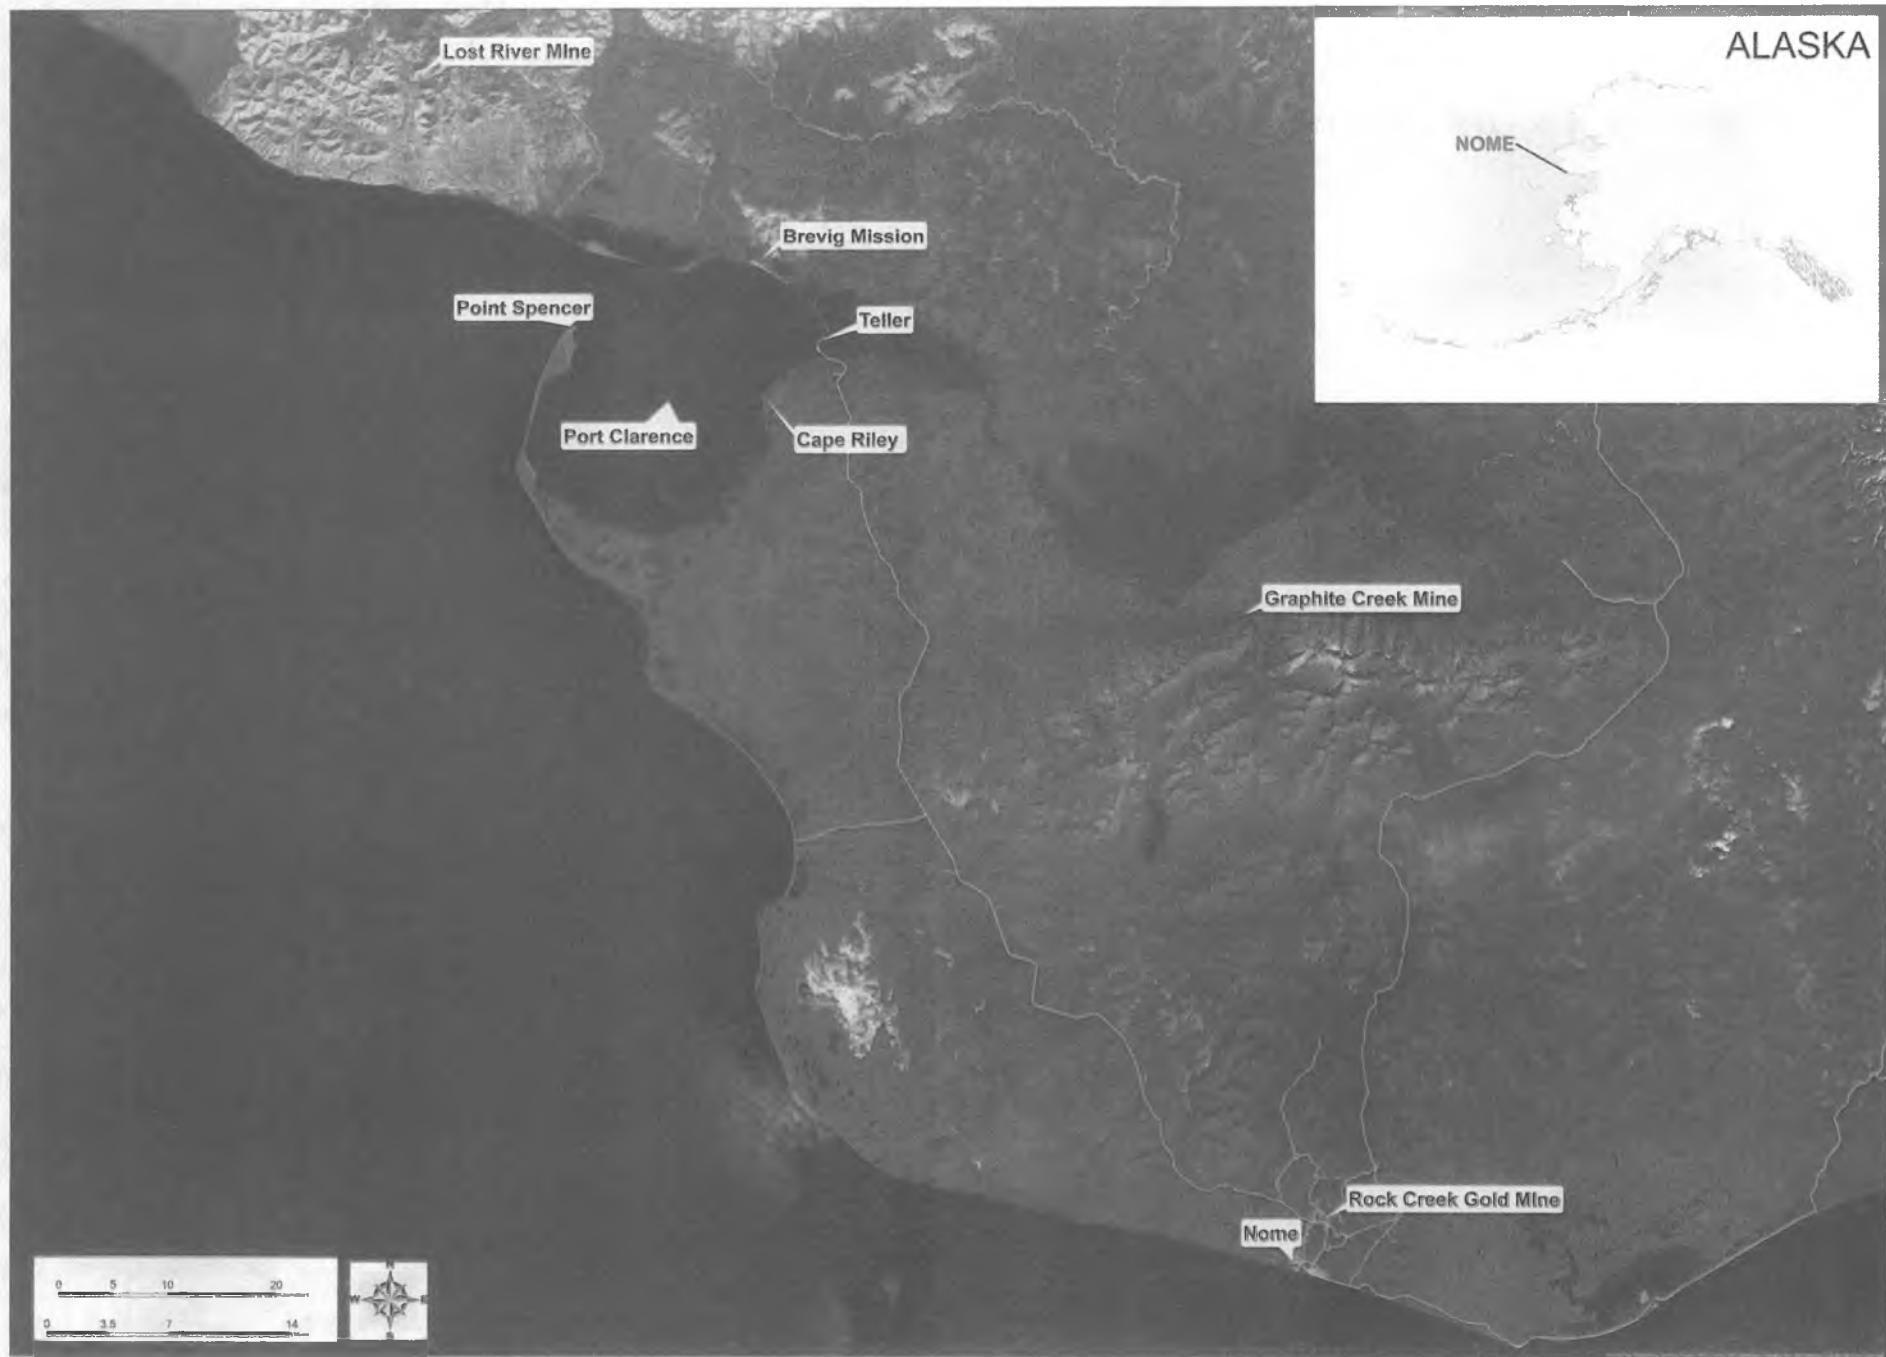 ALASKA
Lost River MIne
NOME
Brevig Mission
Point Spencer
Teller
Port Clarence
Cape Riley
Graphite Creek Mine
Rock Creek Gold MIne
Nome
0 5 10 20
0 3.5 7 14
N
W E
S